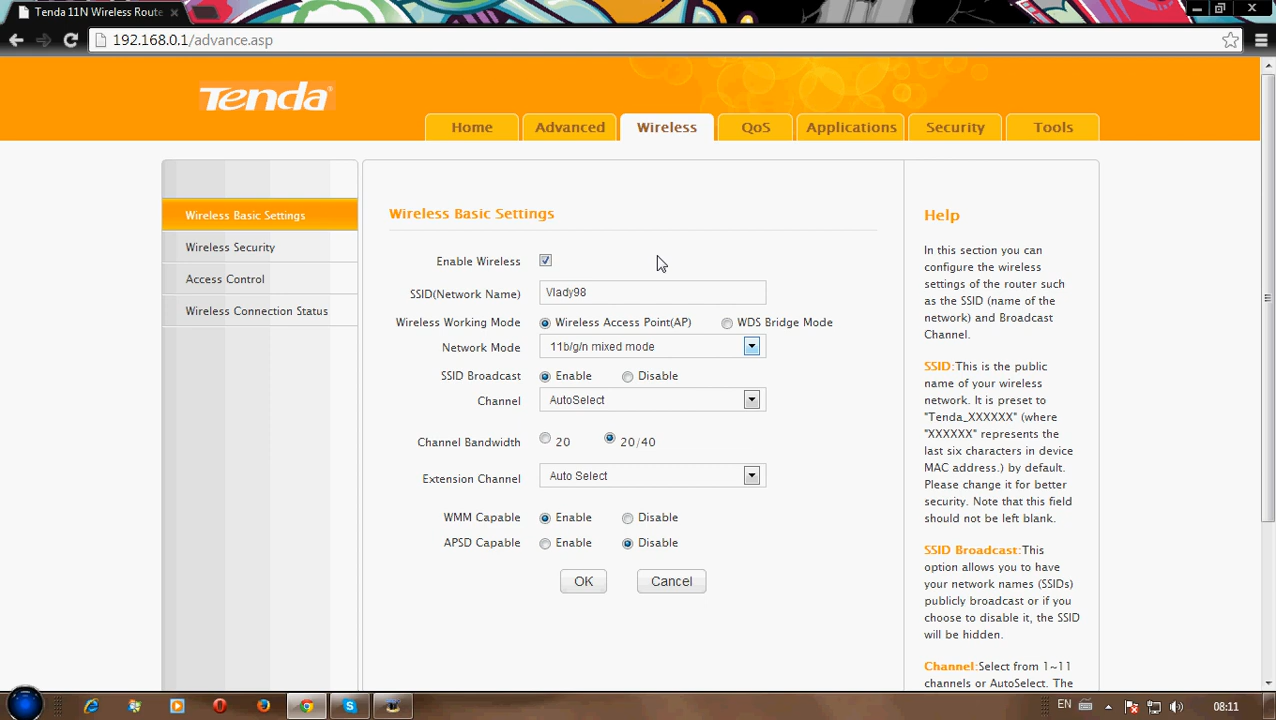 Tenda 11N Wireless Route
192.168.0.1/advance.asp
Tenda
Home
Advanced
Wireless
QoS
Applications
Security
Tools
Wireless Basic Settings
Wireless Security
Access Control
Wireless Connection Status
Wireless Basic Settings
Enable Wireless
SSID(Network Name)
Vlady98
Wireless Working Mode
Wireless Access Point(AP)
WDS Bridge Mode
Network Mode
11b/g/n mixed mode
SSID Broadcast
Enable
Disable
Channel
AutoSelect
Channel Bandwidth
20
20/40
Extension Channel
Auto Select
WMM Capable
Enable
Disable
APSD Capable
Enable
Disable
OK
Cancel
Help
In this section you can
configure the wireless
settings of the router such
as the SSID (name of the
network) and Broadcast
Channel.
SSID:This is the public
name of your wireless
network. It is preset to
"Tenda_XXXXXX" (where
"XXXXXX" represents the
last six characters in device
MAC address.) by default.
Please change it for better
security. Note that this field
should not be left blank.
SSID Broadcast:This
option allows you to have
your network names (SSIDs)
publicly broadcast or if you
choose to disable it, the SSID
will be hidden.
Channel:Select from 1~11
channels or AutoSelect. The
EN
08:11